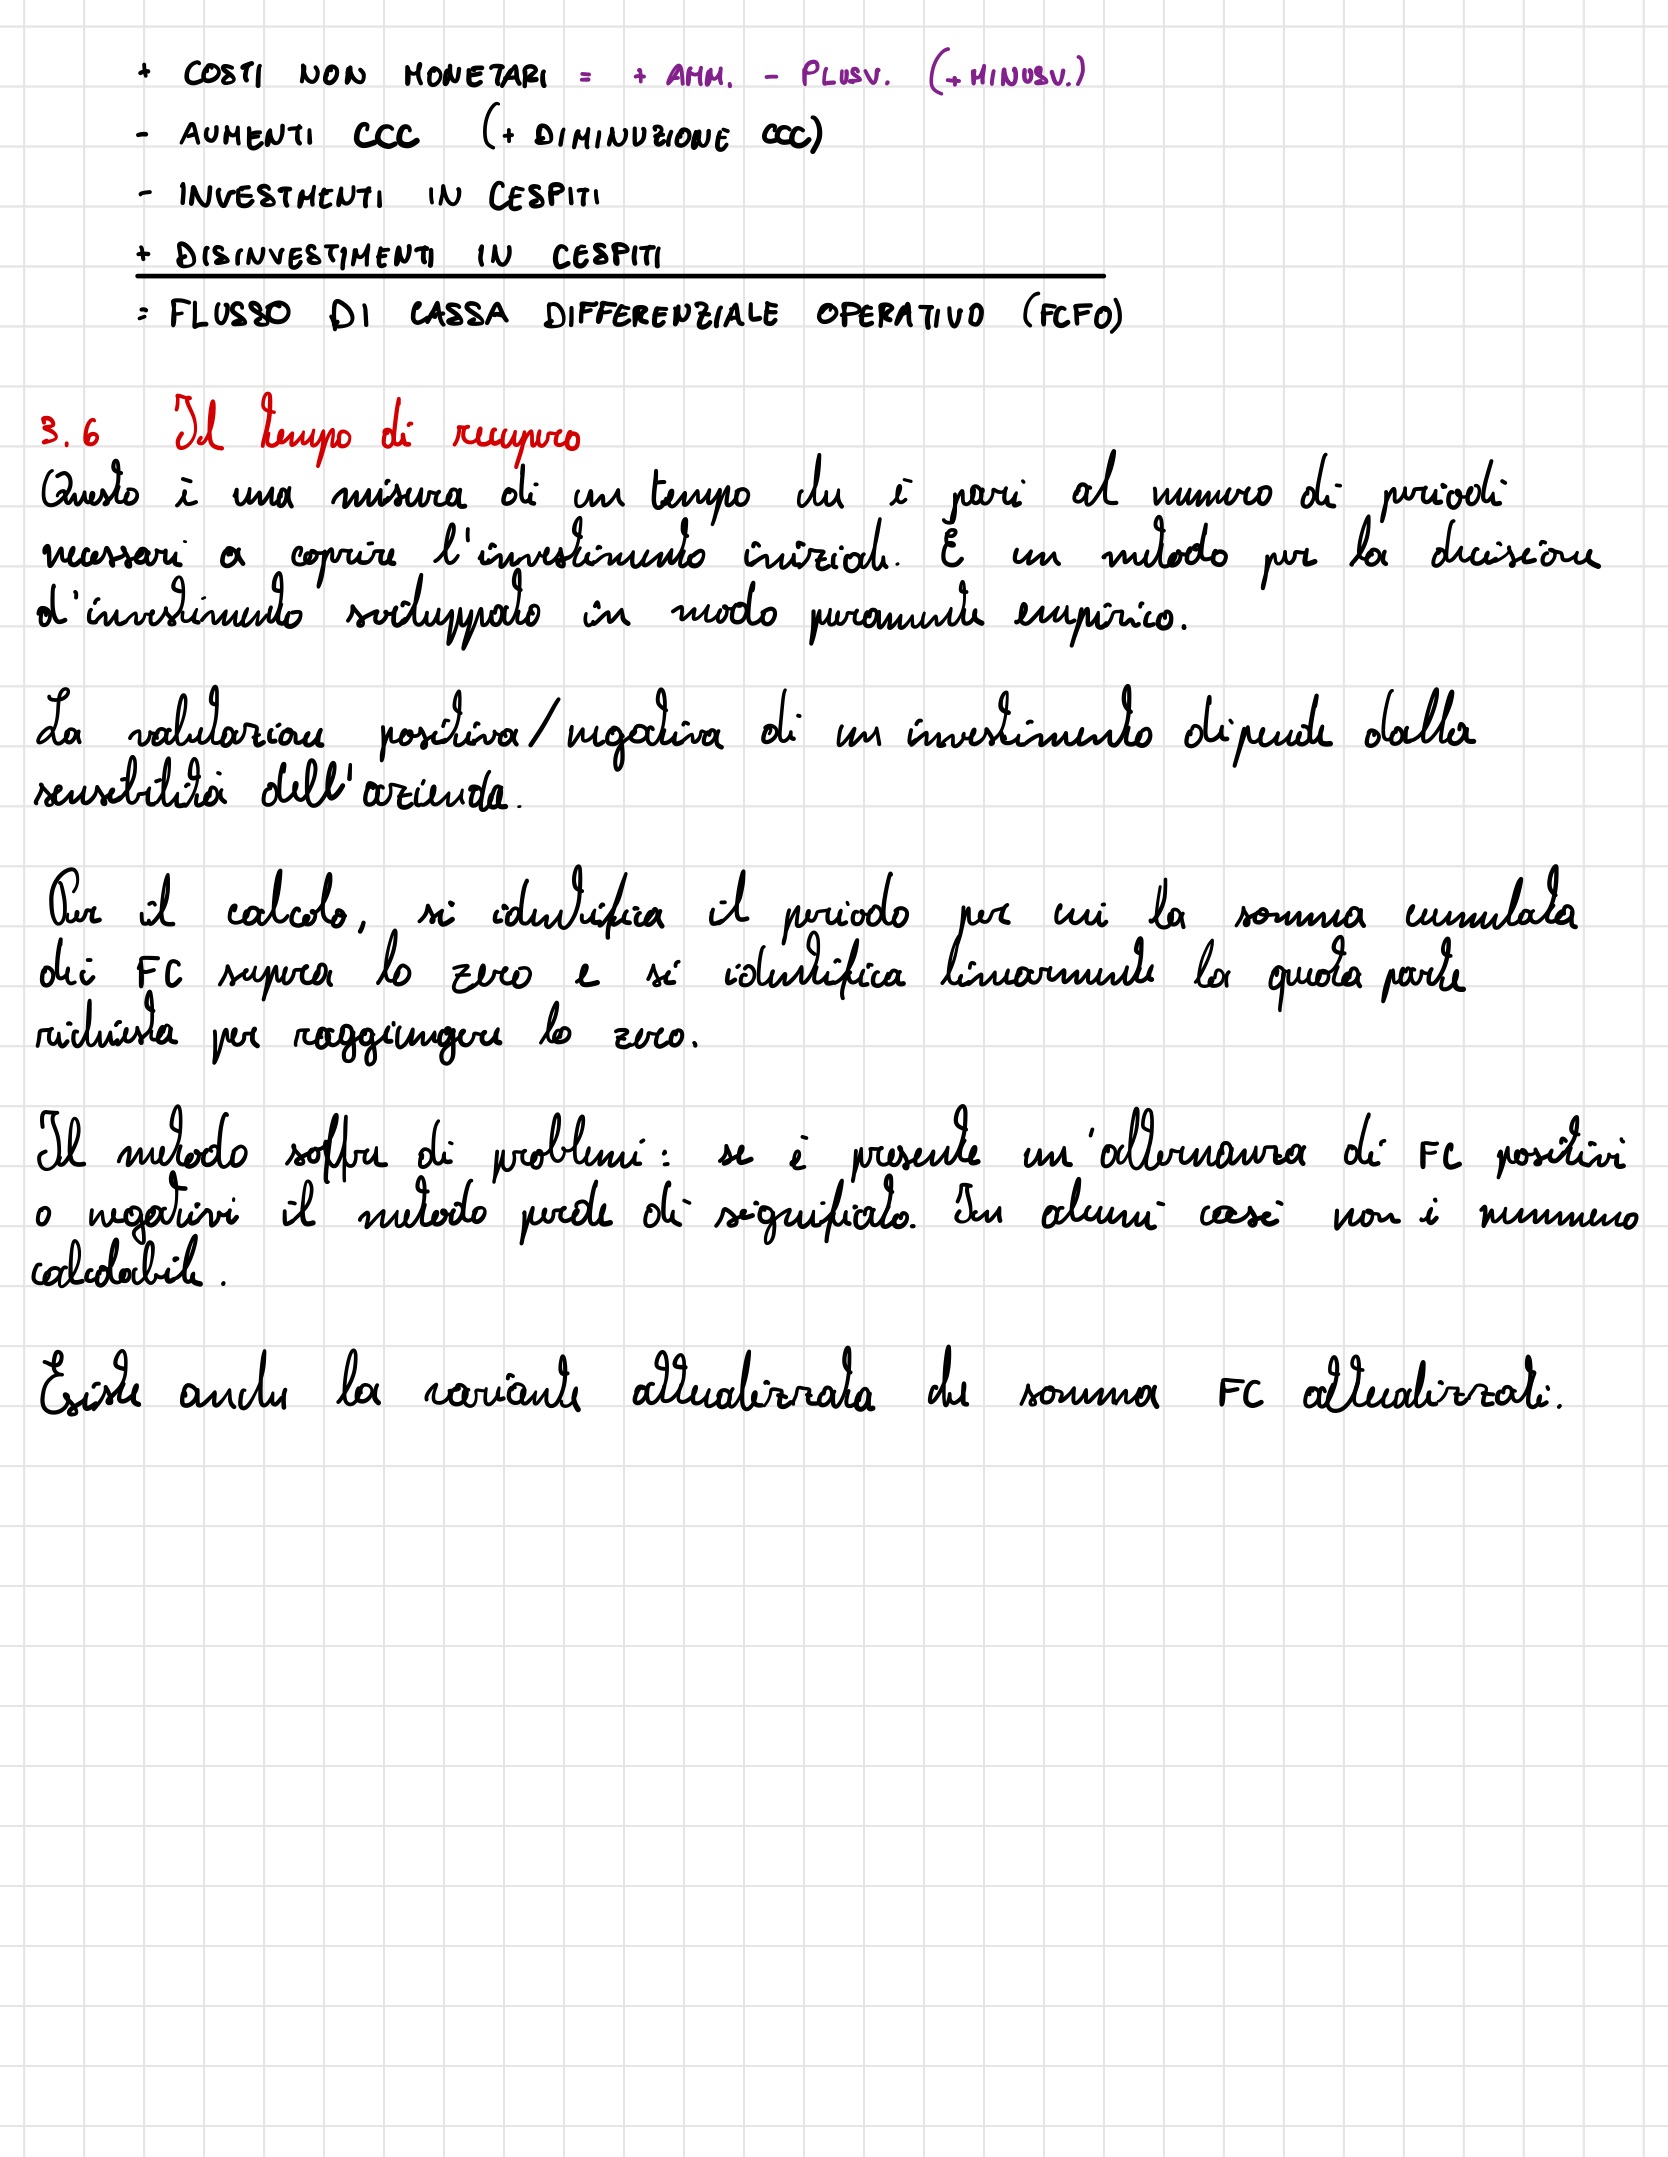 + COSTI NON MONETARI = + AMM. - PLUSV. (+ MINUSV.)
- AUMENTI CCC (+ DIMINUZIONE CCC)
- INVESTMENTI IN CESPITI
+ DISINVESTIMENTI IN CESPITI
= FLUSSO DI CASSA DIFFERENZIALE OPERATIVO (FCFO)
3.6 Il tempo di recupero
Questo è una misura di un tempo che è pari al numero di periodi
necessari a coprire l'investimento iniziale. È un metodo per la decisione
d'investimento sviluppato in modo puramente empirico.
La valutazione positiva/negativa di un investimento dipende dalla
sensibilità dell'azienda.
Per il calcolo, si identifica il periodo per cui la somma cumulata
dei FC supera lo zero e si identifica linearmente la quota parte
richiesta per raggiungere lo zero.
Il metodo soffre di problemi: se è presente un'alternanza di FC positivi
o negativi il metodo perde di significato. In alcuni casi non è nemmeno
calcolabile.
Esiste anche la variante attualizzata che somma FC attualizzati.